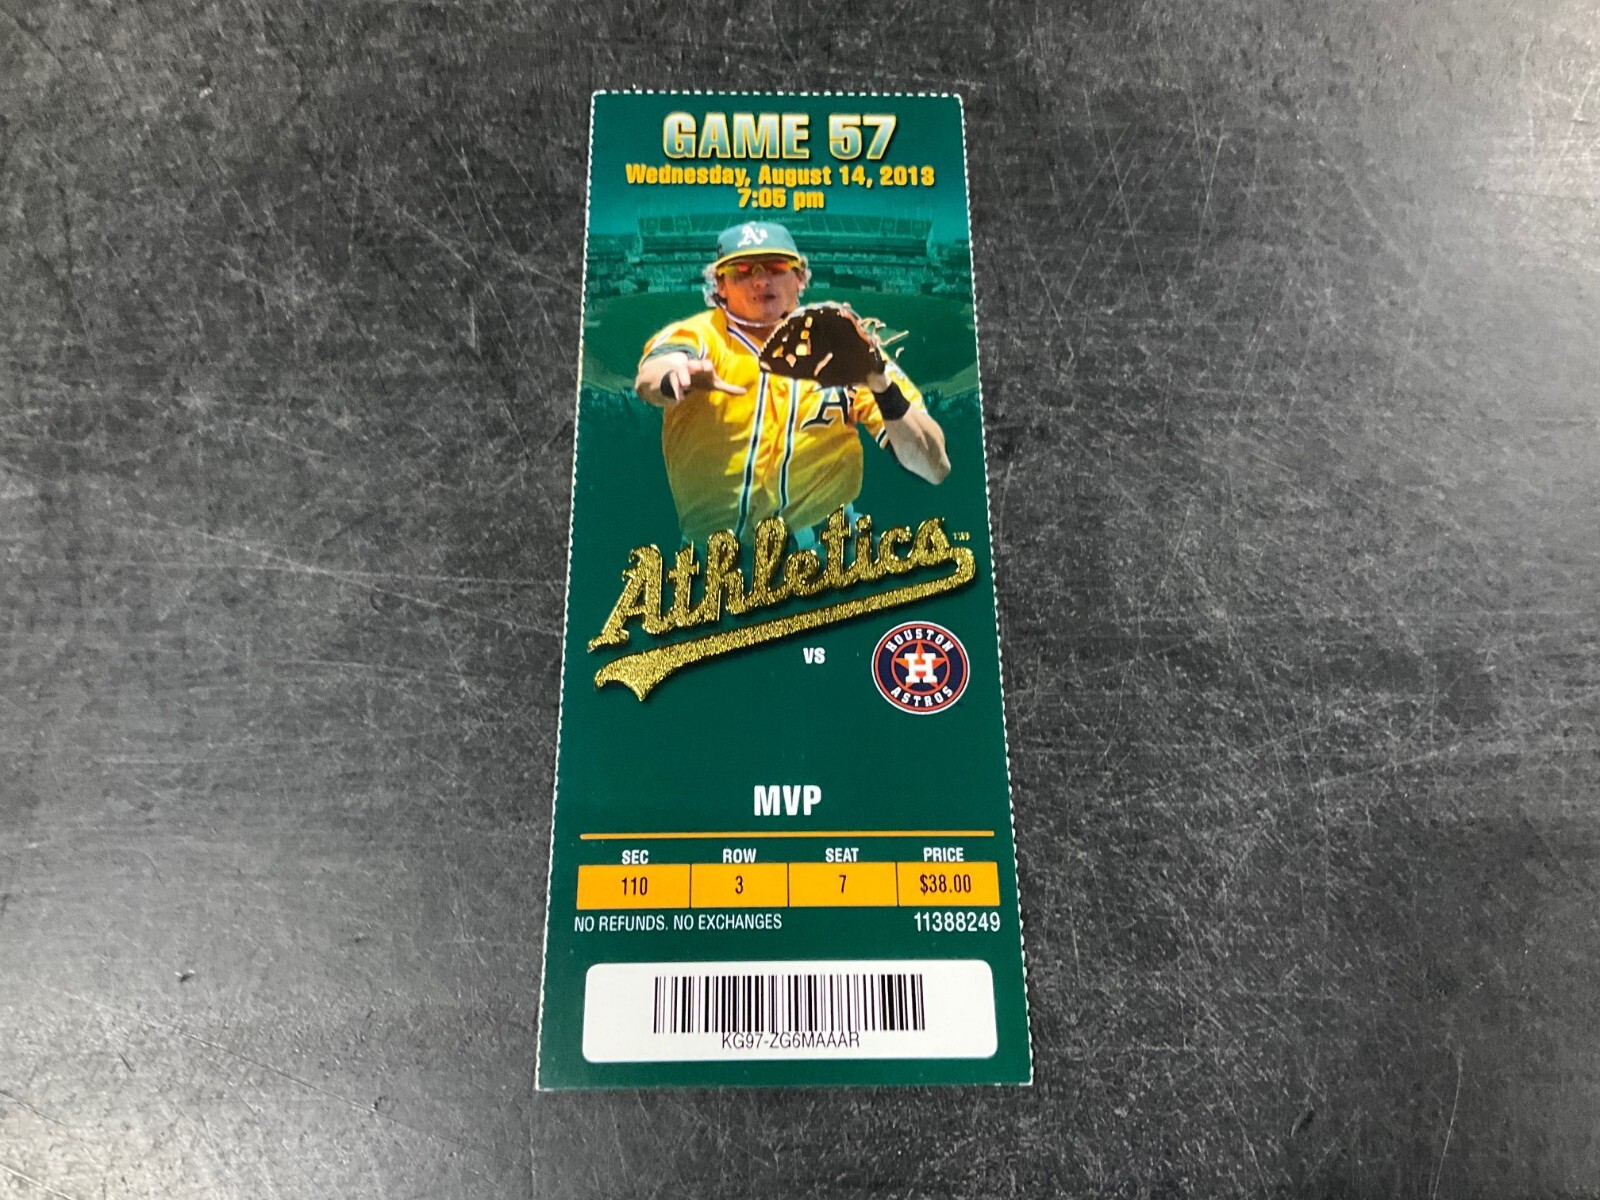 GAME 57
Wednesday, August 14, 2013
7:05 pm
A's
A
Athletics TM
vs
HOUSTON
H
ASTROS
MVP
SEC ROW SEAT PRICE
110 3 7 $38.00
NO REFUNDS. NO EXCHANGES 11388249
KG97-ZG6MAAAR